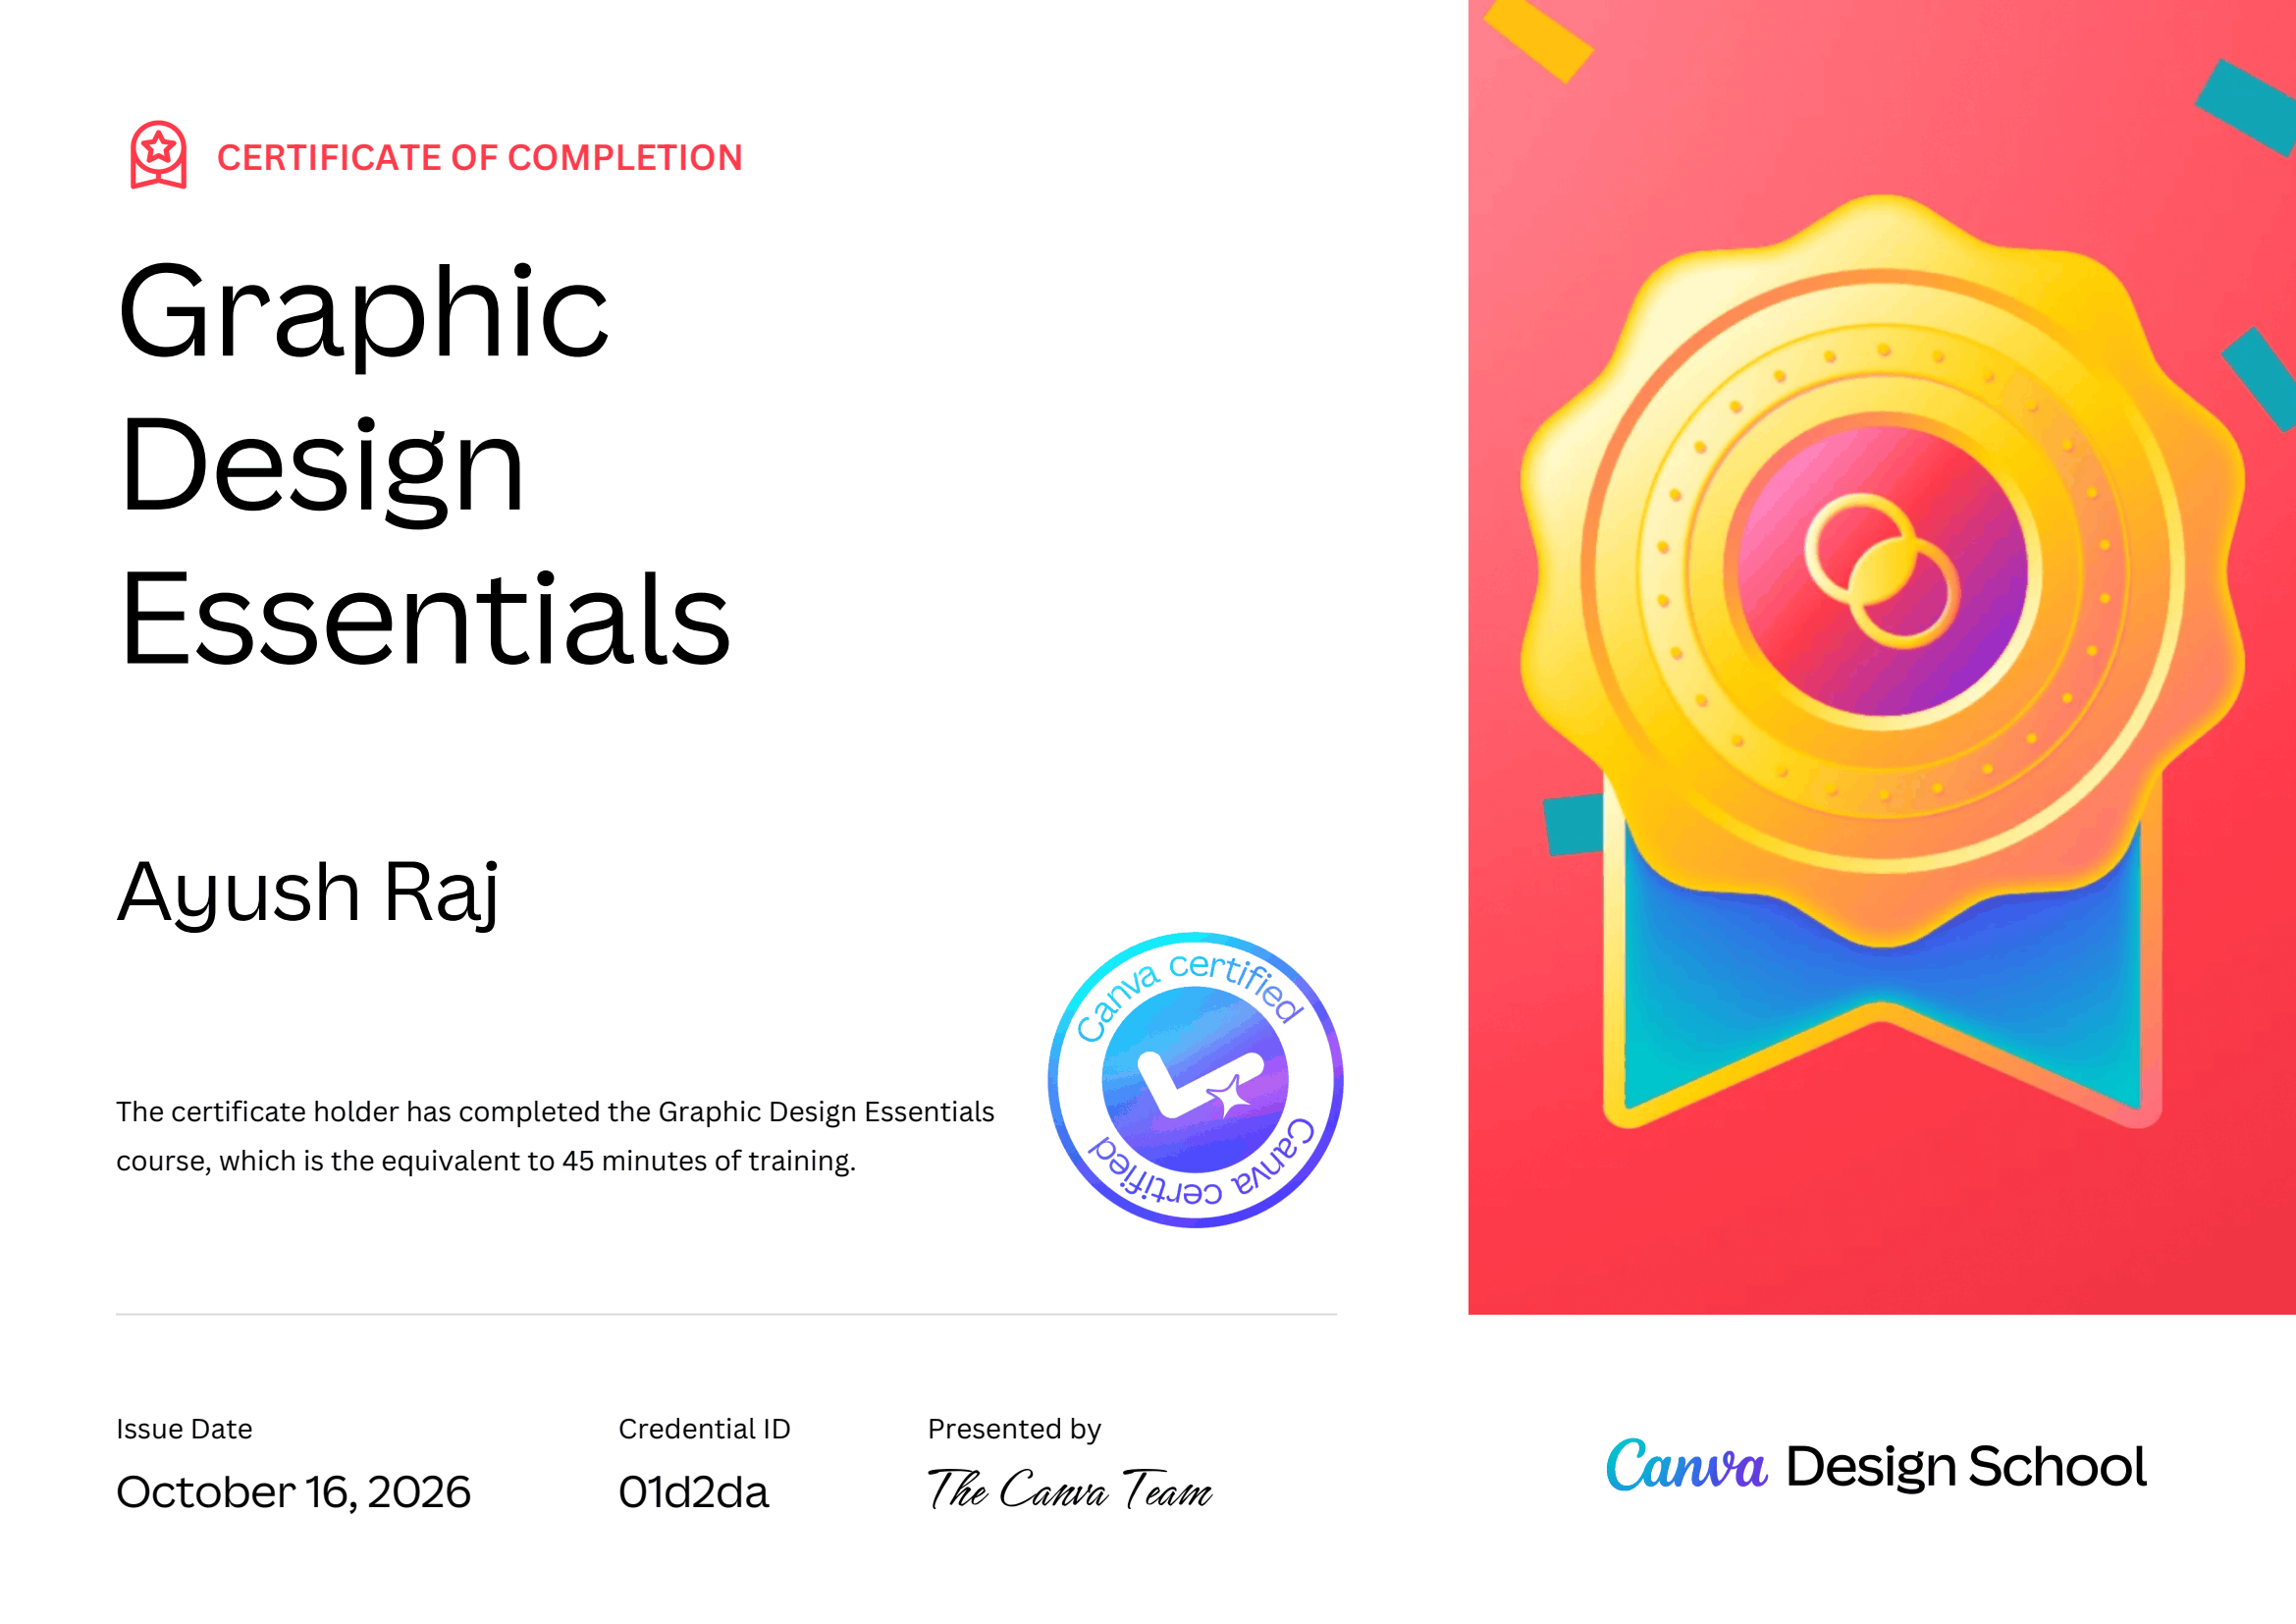 CERTIFICATE OF COMPLETION
Graphic
Design
Essentials
Ayush Raj
The certificate holder has completed the Graphic Design Essentials
course, which is the equivalent to 45 minutes of training.
Canva certified
Canva certified
Issue Date
October 16, 2026
Credential ID
01d2da
Presented by
The Canva Team
Canva Design School